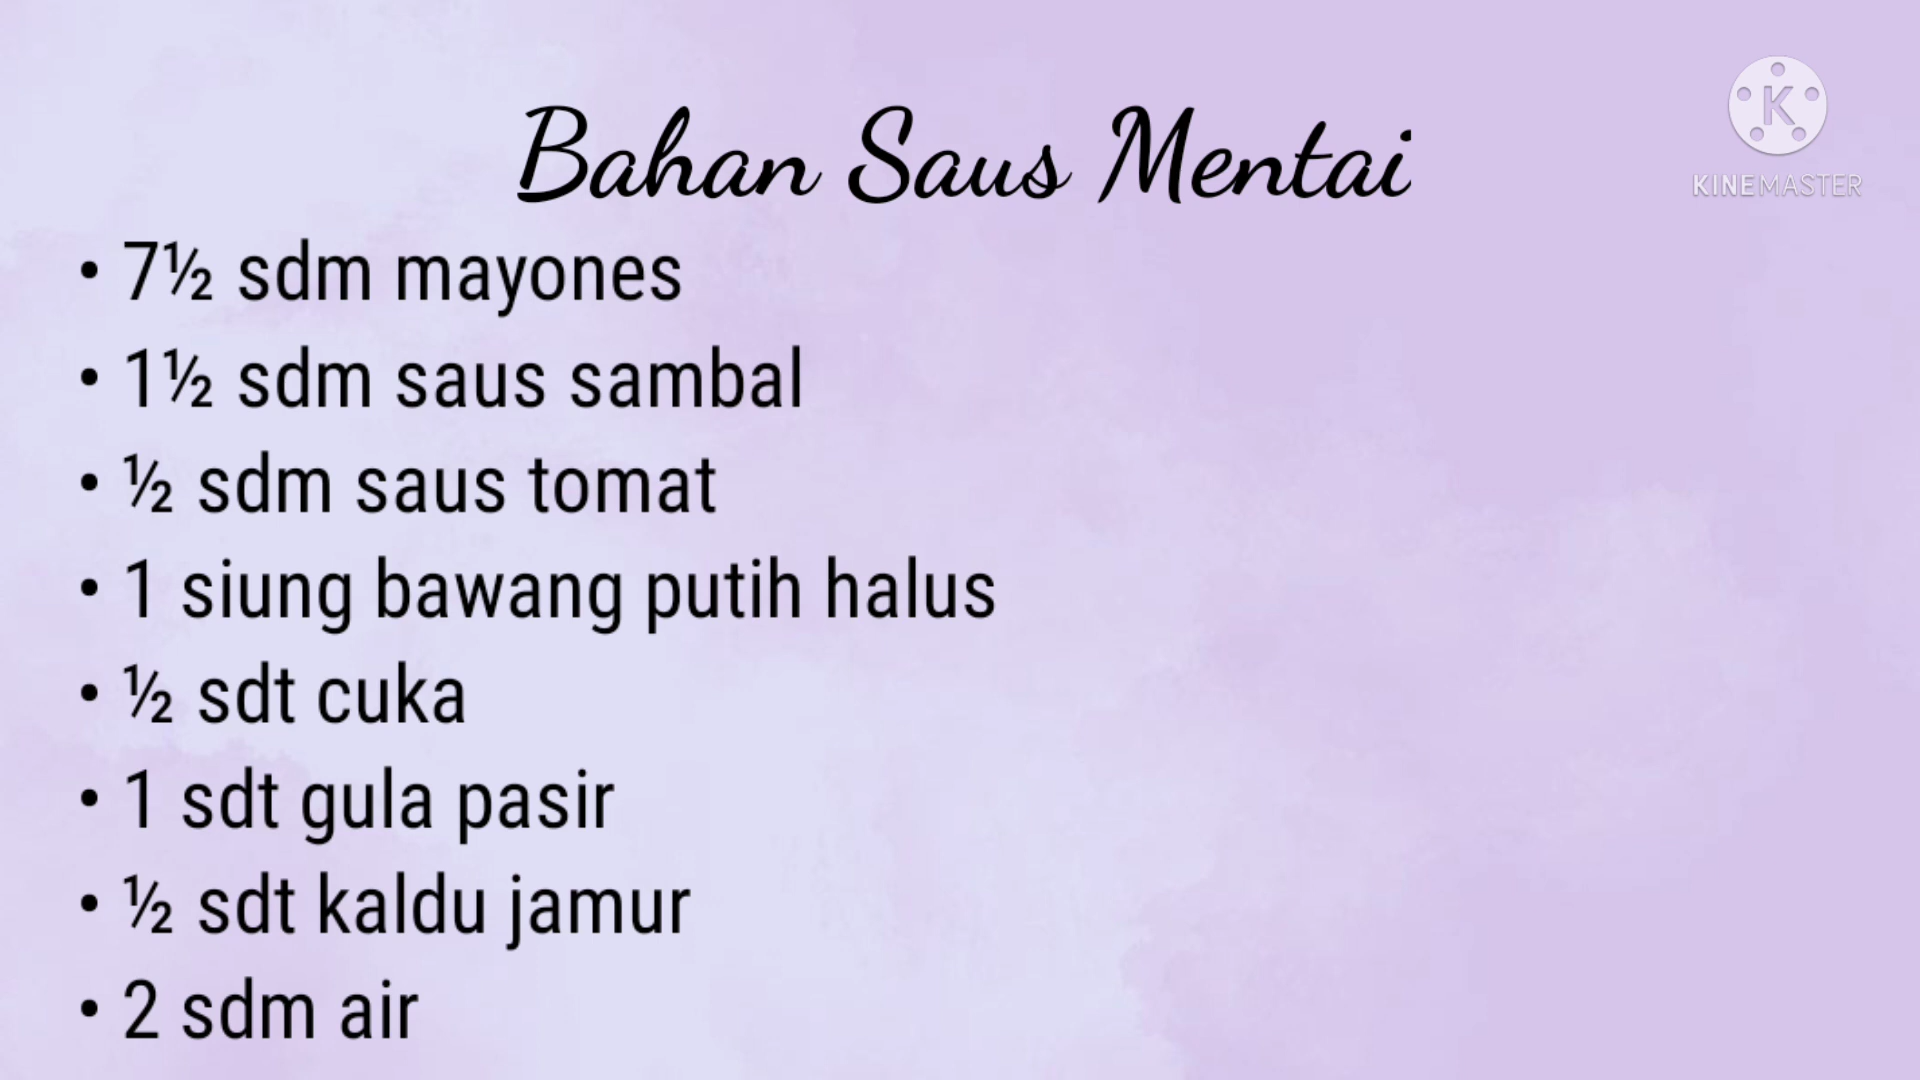 Bahan Saus Mentai
K
KINEMASTER
• 7½ sdm mayones
• 1½ sdm saus sambal
• ½ sdm saus tomat
• 1 siung bawang putih halus
• ½ sdt cuka
• 1 sdt gula pasir
• ½ sdt kaldu jamur
• 2 sdm air